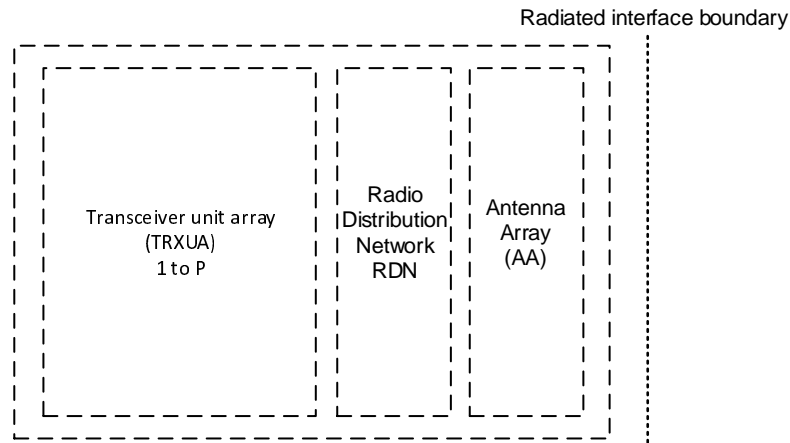 Radiated interface boundary
Transceiver unit array
(TRXUA)
1 to P
Radio
Distribution
Network
RDN
Antenna
Array
(AA)